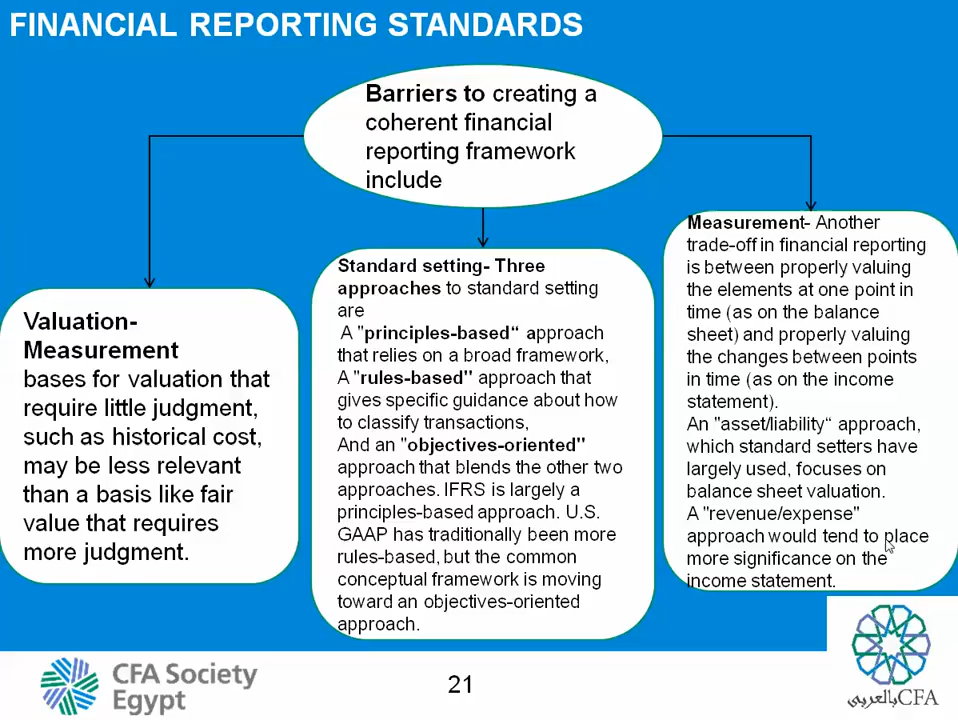 FINANCIAL REPORTING STANDARDS
Barriers to creating a
coherent financial
reporting framework
include
Valuation-
Measurement
bases for valuation that
require little judgment,
such as historical cost,
may be less relevant
than a basis like fair
value that requires
more judgment.
Standard setting- Three
approaches to standard setting
are
A "principles-based“ approach
that relies on a broad framework,
A "rules-based" approach that
gives specific guidance about how
to classify transactions,
And an "objectives-oriented"
approach that blends the other two
approaches. IFRS is largely a
principles-based approach. U.S.
GAAP has traditionally been more
rules-based, but the common
conceptual framework is moving
toward an objectives-oriented
approach.
Measurement- Another
trade-off in financial reporting
is between properly valuing
the elements at one point in
time (as on the balance
sheet) and properly valuing
the changes between points
in time (as on the income
statement).
An "asset/liability“ approach,
which standard setters have
largely used, focuses on
balance sheet valuation.
A "revenue/expense"
approach would tend to place
more significance on the
income statement.
CFA Society
Egypt
21
CFA بالعربي